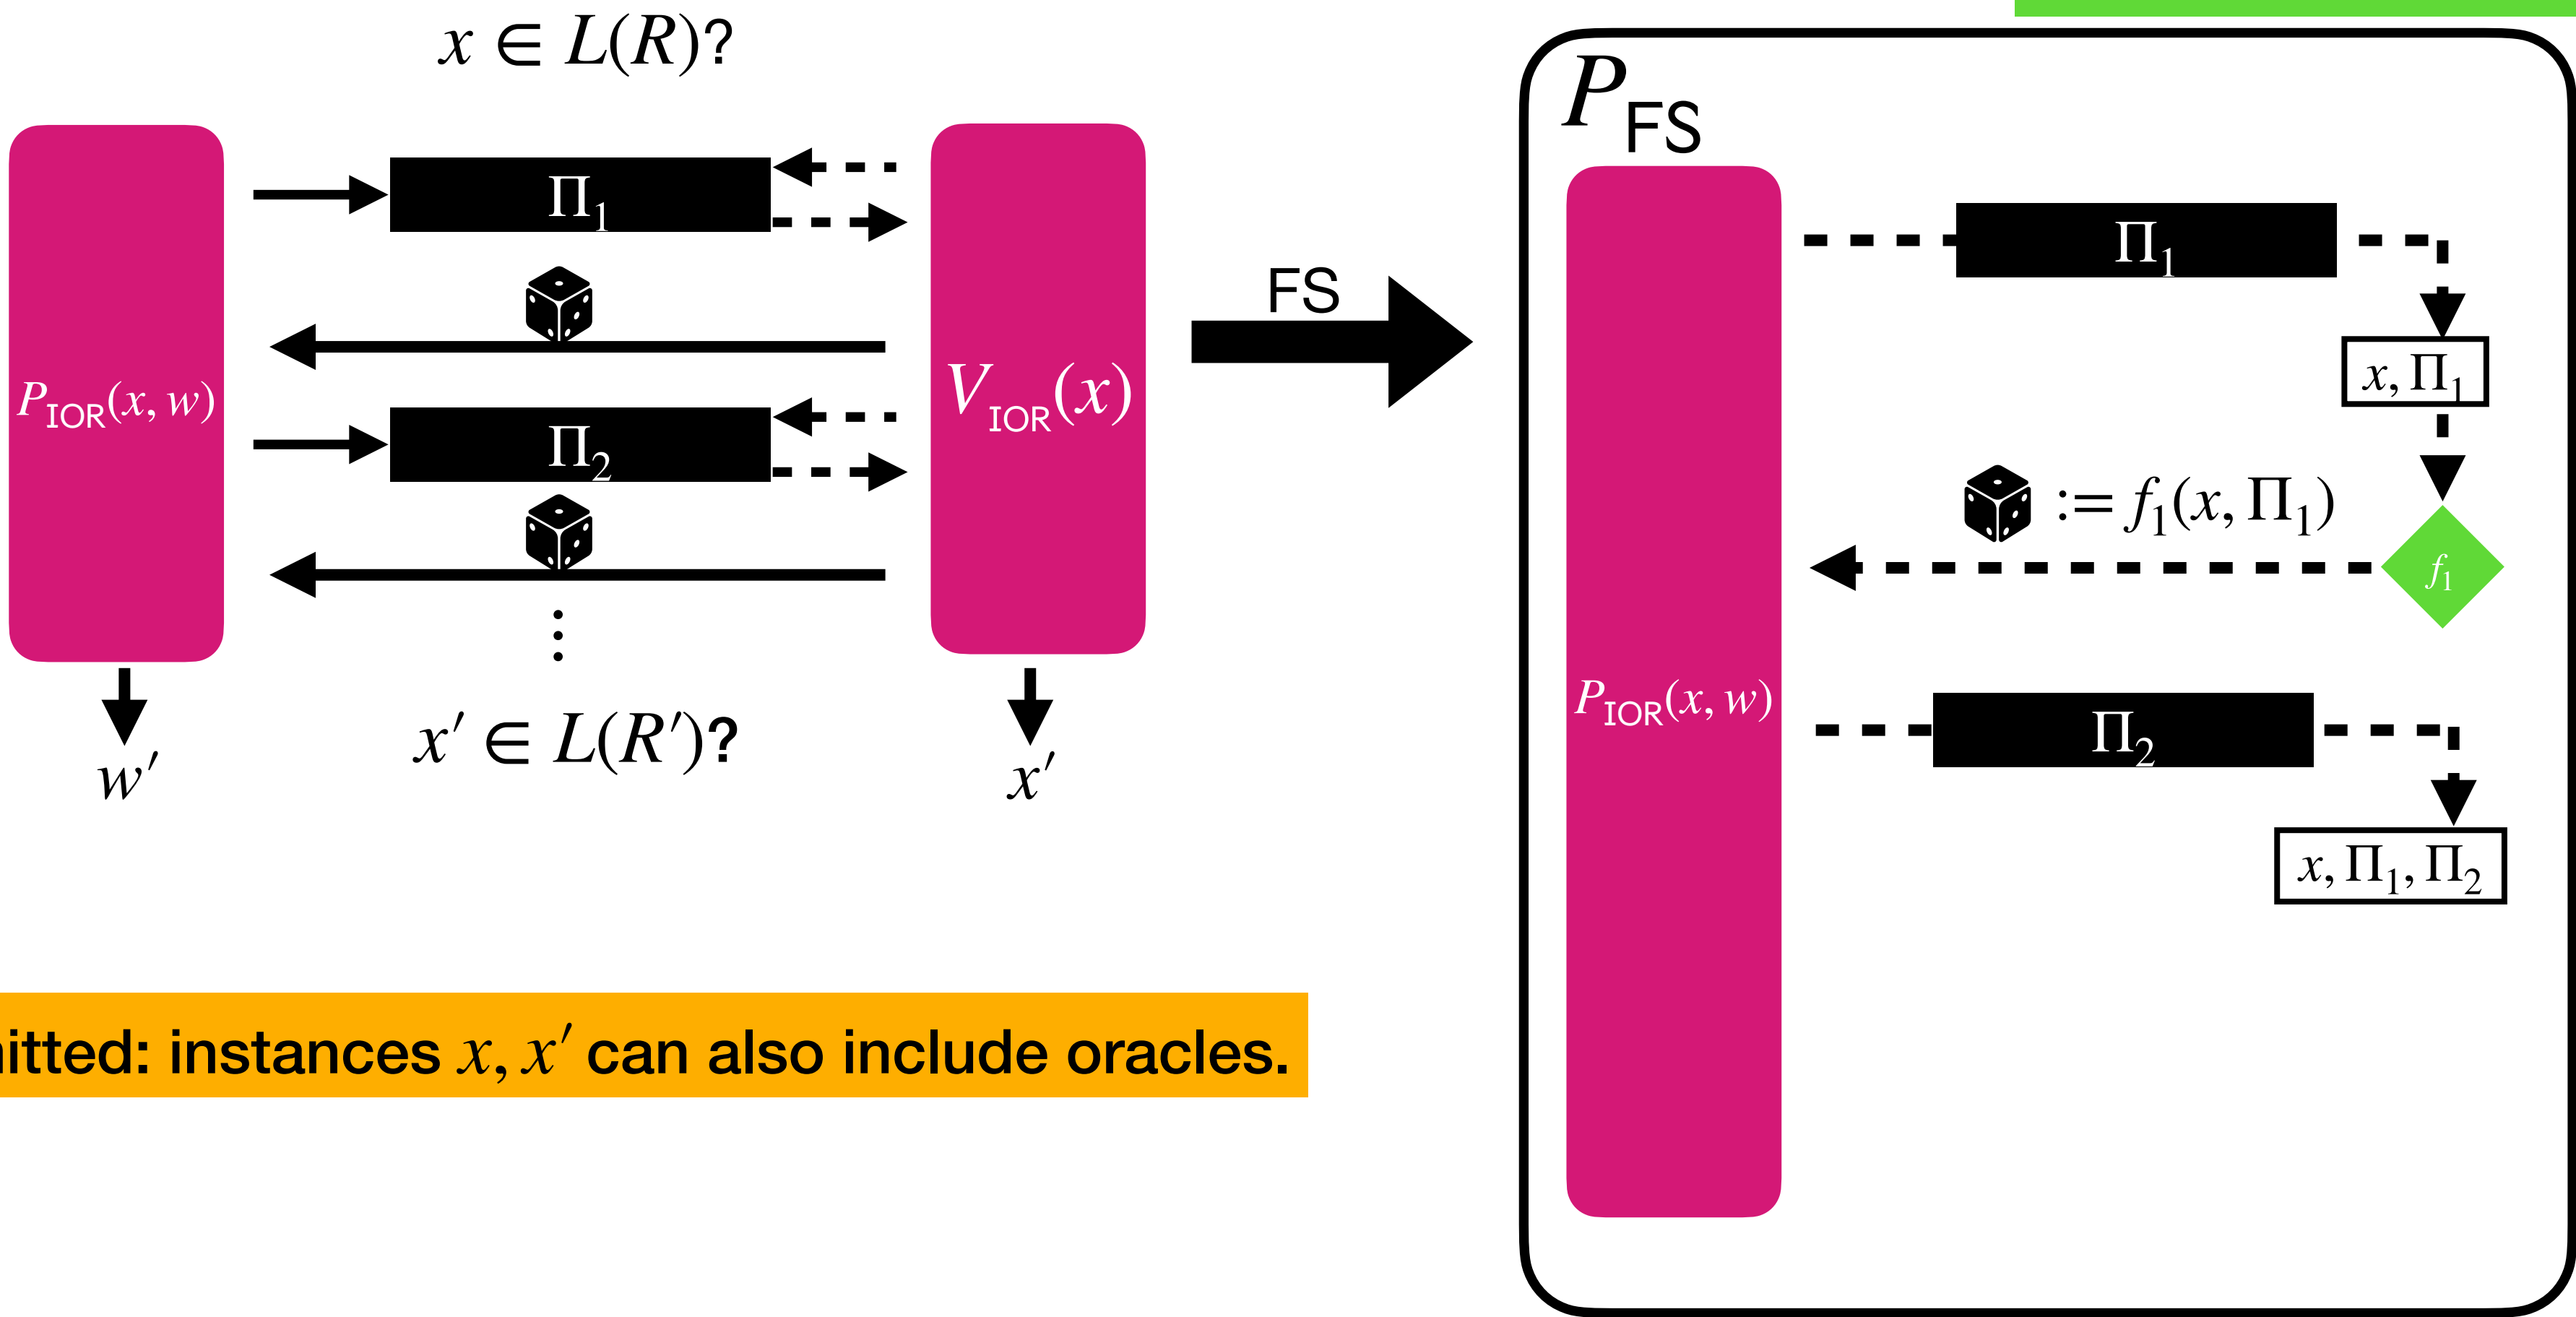 x ∈ L(R)?
P_IOR(x, w)
Π₁
Π₂
⋮
V_IOR(x)
w′
x′ ∈ L(R′)?
x′
FS
P_FS
P_IOR(x, w)
Π₁
x, Π₁
:= f₁(x, Π₁)
f₁
Π₂
x, Π₁, Π₂
instances x, x′ can also include oracles.